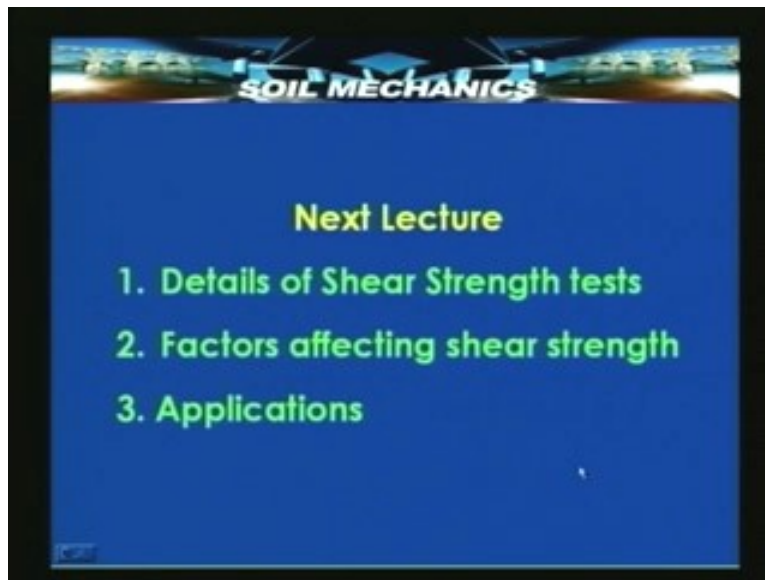 SOIL MECHANICS
Next Lecture
1. Details of Shear Strength tests
2. Factors affecting shear strength
3. Applications